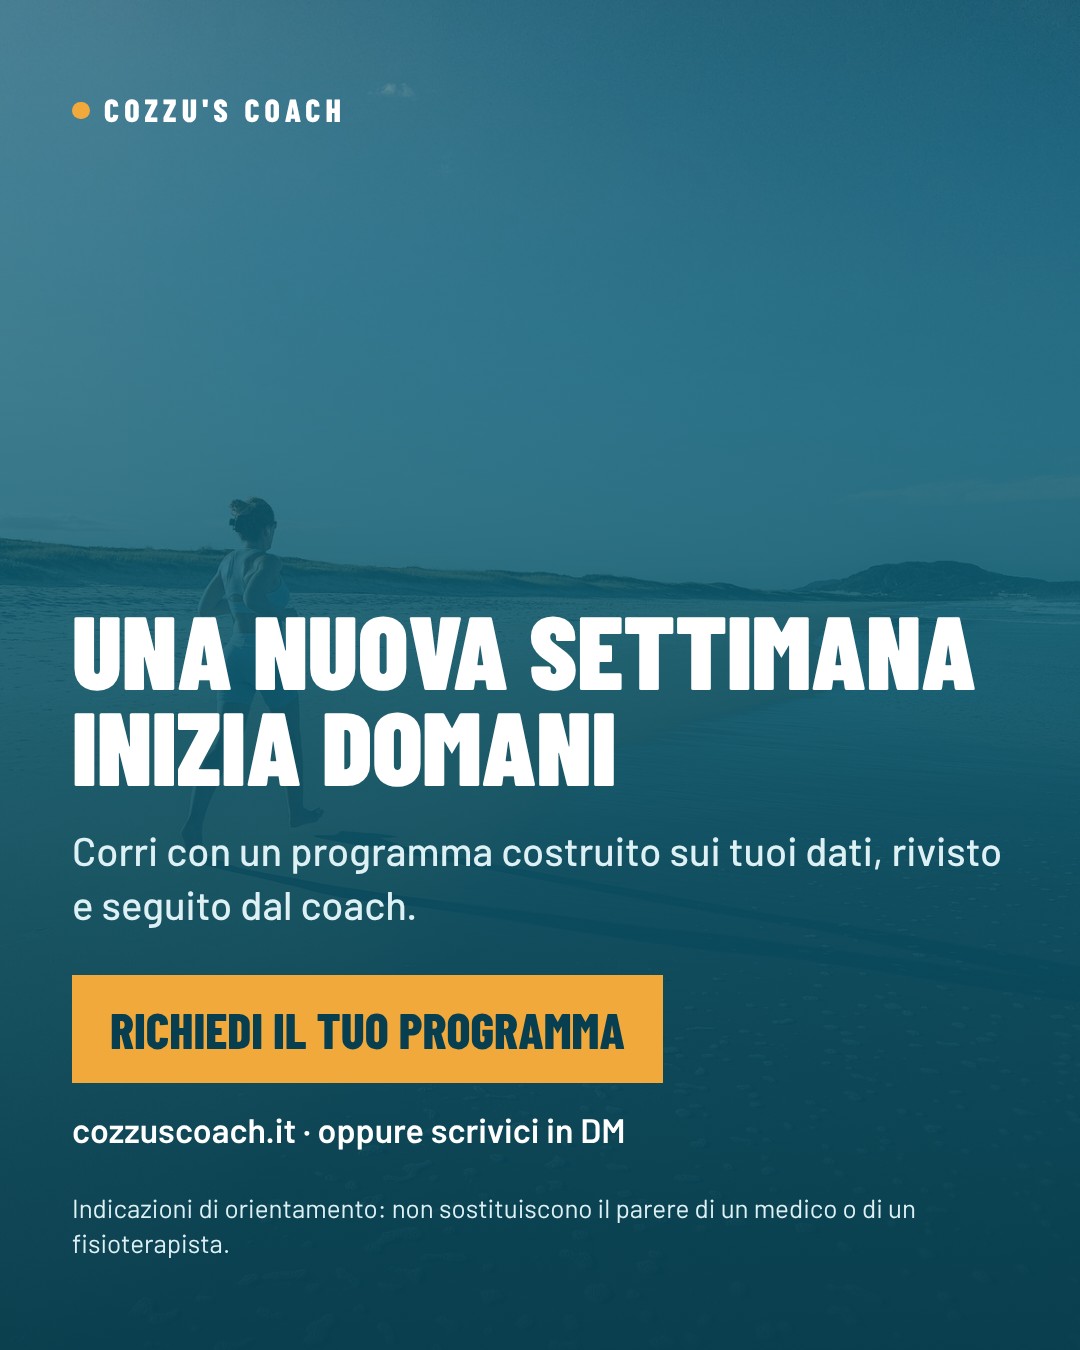 COZZU'S COACH
UNA NUOVA SETTIMANA
INIZIA DOMANI
Corri con un programma costruito sui tuoi dati, rivisto
e seguito dal coach.
RICHIEDI IL TUO PROGRAMMA
cozzuscoach.it · oppure scrivici in DM
Indicazioni di orientamento: non sostituiscono il parere di un medico o di un
fisioterapista.